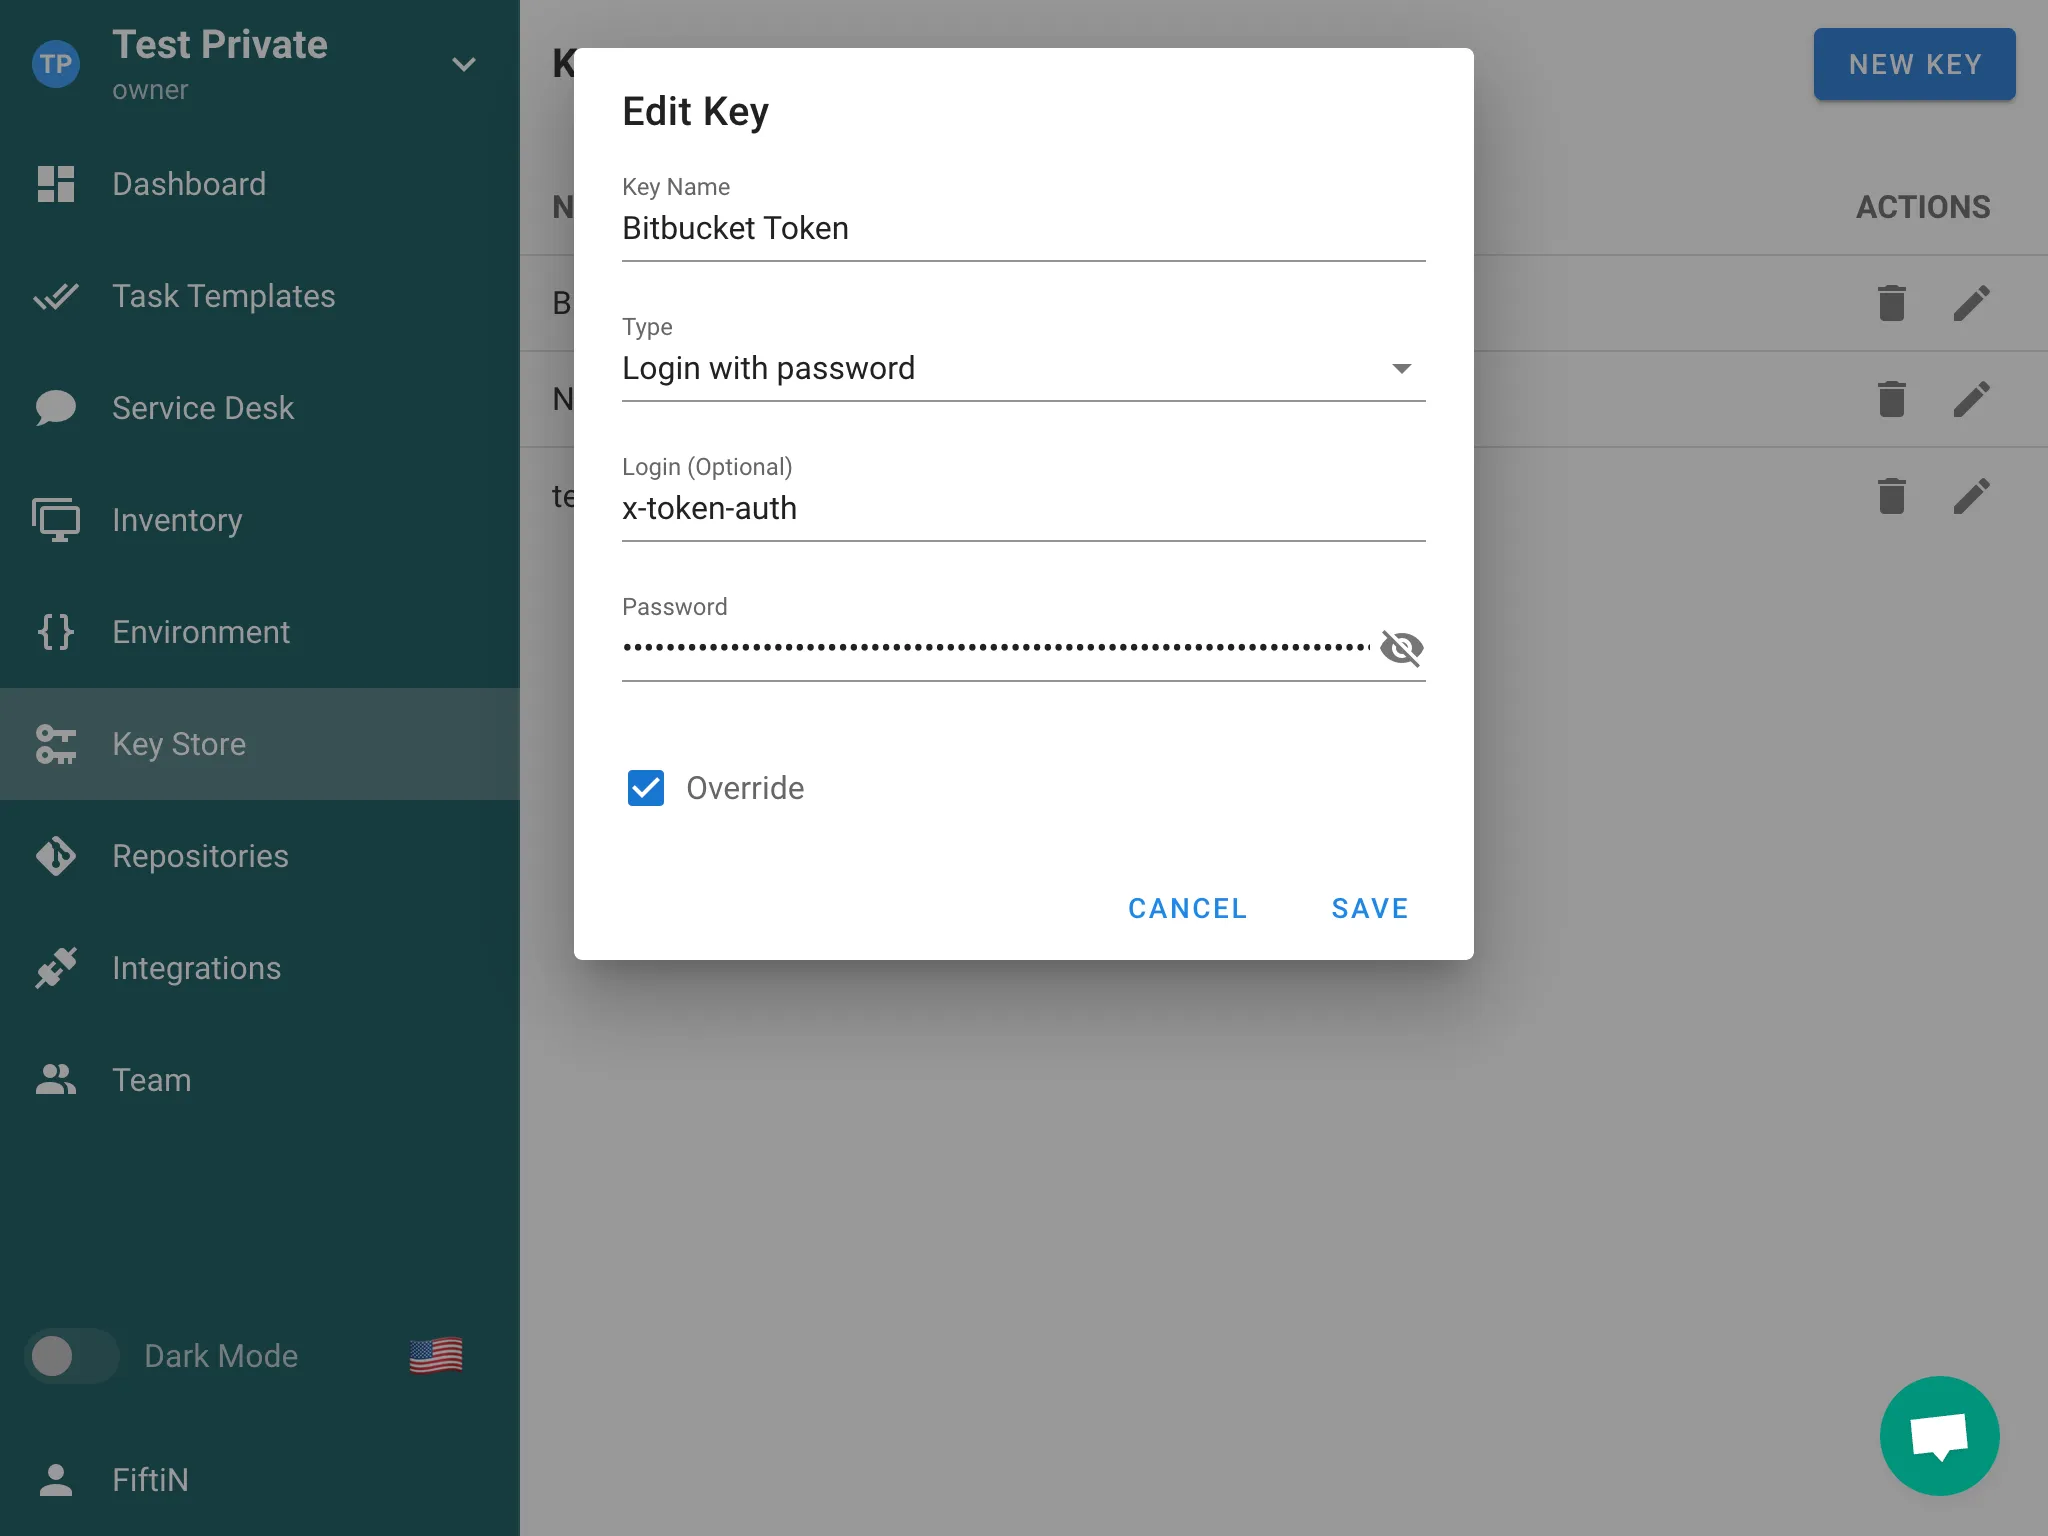 TP
Test Private
owner
Dashboard
Task Templates
Service Desk
Inventory
Environment
Key Store
Repositories
Integrations
Team
Dark Mode
FiftiN
NEW KEY
ACTIONS
Edit Key
Key Name
Bitbucket Token
Type
Login with password
Login (Optional)
x-token-auth
Password
Override
CANCEL
SAVE